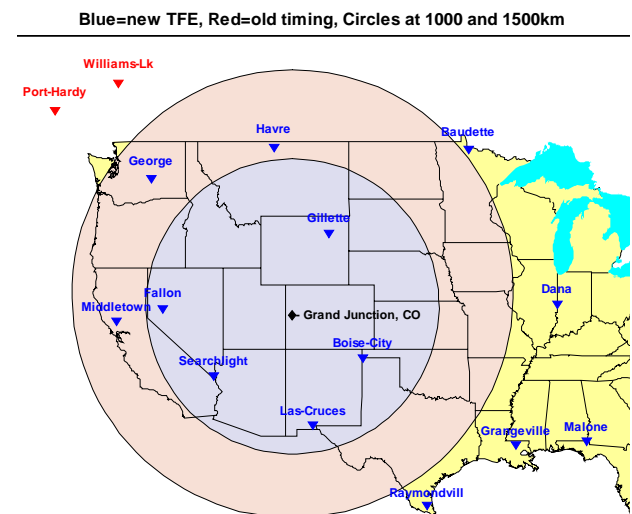 Blue=new TFE, Red=old timing, Circles at 1000 and 1500km
Williams-Lk
Port-Hardy
Havre
Baudette
George
Gillette
Fallon
Dana
Middletown
Grand Junction, CO
Boise-City
Searchlight
Las-Cruces
Malone
Grangeville
Raymondvill